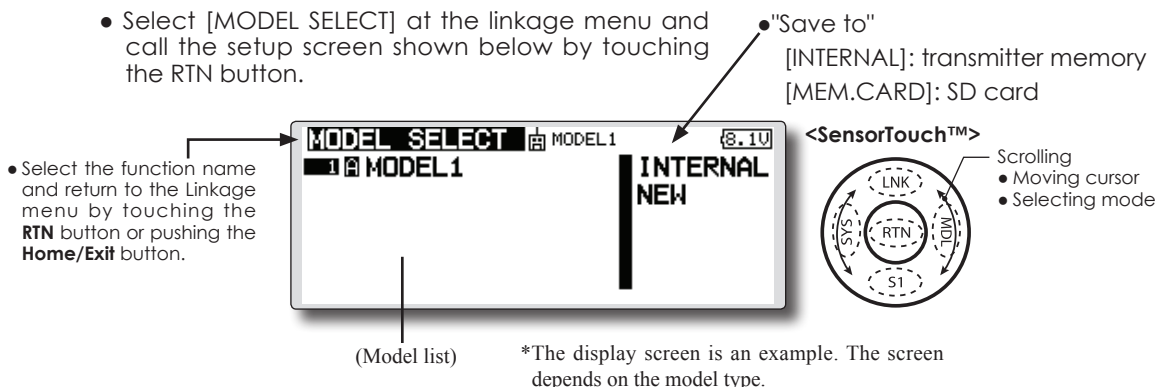 ● Select [MODEL SELECT] at the linkage menu and
call the setup screen shown below by touching
the RTN button.
●"Save to"
[INTERNAL]: transmitter memory
[MEM.CARD]: SD card
● Select the function name
and return to the Linkage
menu by touching the
RTN button or pushing the
Home/Exit button.
MODEL SELECT MODEL1 8.1V
1 A MODEL1
INTERNAL
NEW
<SensorTouch™>
LNK
SYS
RTN
MDL
S1
Scrolling
● Moving cursor
● Selecting mode
(Model list)
*The display screen is an example. The screen
depends on the model type.